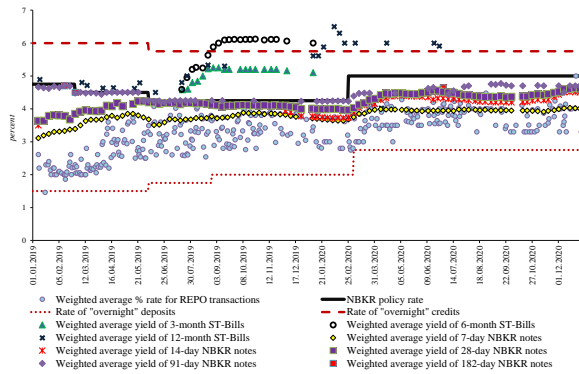 8
7
6
5
4
3
2
1
0
percent
01.01.2019
05.02.2019
12.03.2019
16.04.2019
21.05.2019
25.06.2019
30.07.2019
03.09.2019
08.10.2019
12.11.2019
17.12.2019
21.01.2020
25.02.2020
31.03.2020
05.05.2020
09.06.2020
14.07.2020
18.08.2020
22.09.2020
27.10.2020
01.12.2020
Weighted average % rate for REPO transactions
NBKR policy rate
Rate of "overnight" deposits
Rate of "overnight" credits
Weighted average yield of 3-month ST-Bills
Weighted average yield of 6-month ST-Bills
Weighted average yield of 12-month ST-Bills
Weighted average yield of 7-day NBKR notes
Weighted average yield of 14-day NBKR notes
Weighted average yield of 28-day NBKR notes
Weighted average yield of 91-day NBKR notes
Weighted average yield of 182-day NBKR notes